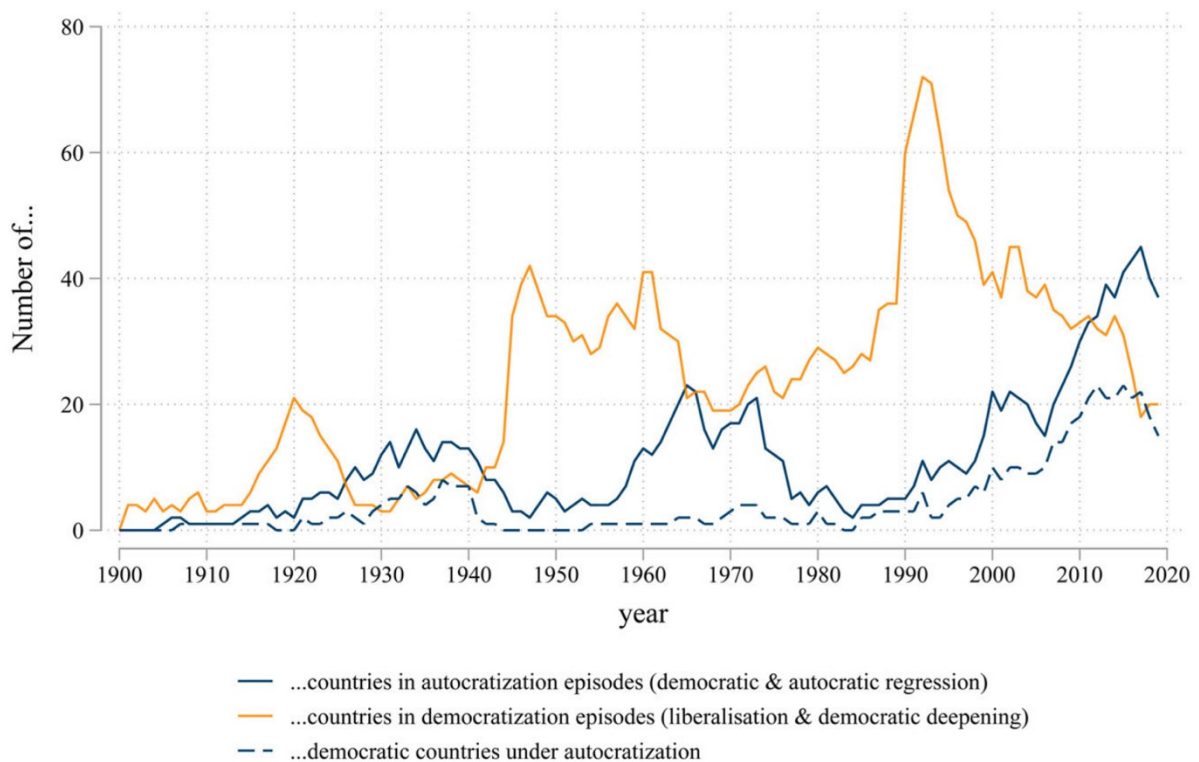 80
60
40
20
0
Number of...
1900 1910 1920 1930 1940 1950 1960 1970 1980 1990 2000 2010 2020
year
...countries in autocratization episodes (democratic & autocratic regression)
...countries in democratization episodes (liberalisation & democratic deepening)
...democratic countries under autocratization